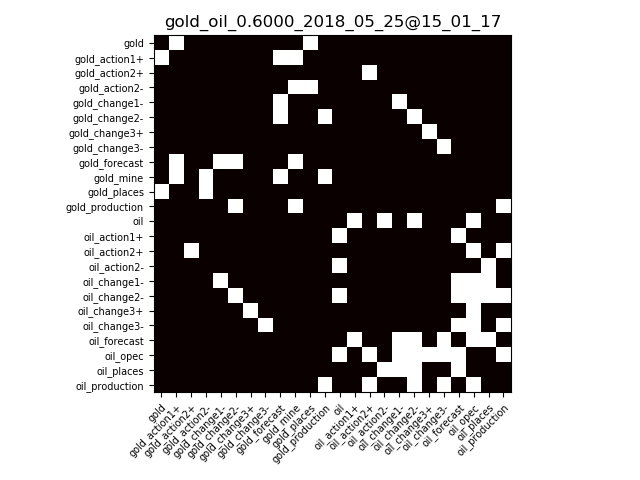 gold_oil_0.6000_2018_05_25@15_01_17
gold
gold_action1+
gold_action2+
gold_action2-
gold_change1-
gold_change2-
gold_change3+
gold_change3-
gold_forecast
gold_mine
gold_places
gold_production
oil
oil_action1+
oil_action2+
oil_action2-
oil_change1-
oil_change2-
oil_change3+
oil_change3-
oil_forecast
oil_opec
oil_places
oil_production
gold
gold_action1+
gold_action2+
gold_action2-
gold_change1-
gold_change2-
gold_change3+
gold_change3-
gold_forecast
gold_mine
gold_places
gold_production
oil
oil_action1+
oil_action2+
oil_action2-
oil_change1-
oil_change2-
oil_change3+
oil_change3-
oil_forecast
oil_opec
oil_places
oil_production